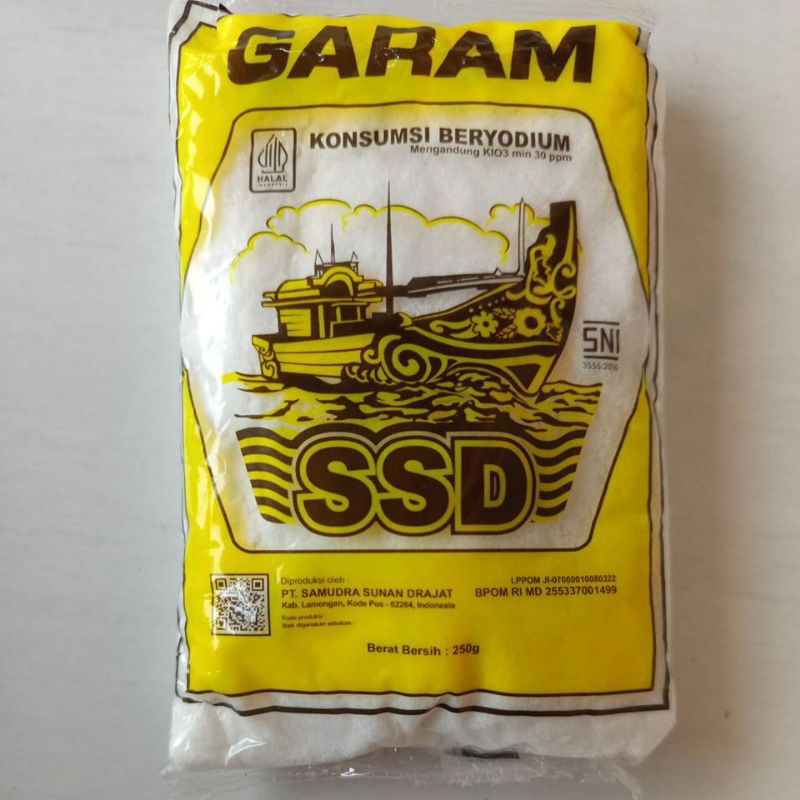 GARAM
HALAL
INDONESIA
KONSUMSI BERYODIUM
Mengandung KIO3 min 30 ppm
SNI
3556:2016
SSD
Diproduksi oleh :
PT. SAMUDRA SUNAN DRAJAT
Kab. Lamongan, Kode Pos - 62264, Indonesia
Kode produksi :
Baik digunakan sebelum :
LPPOM JI-07060010080322
BPOM RI MD 255337001499
Berat Bersih : 250g